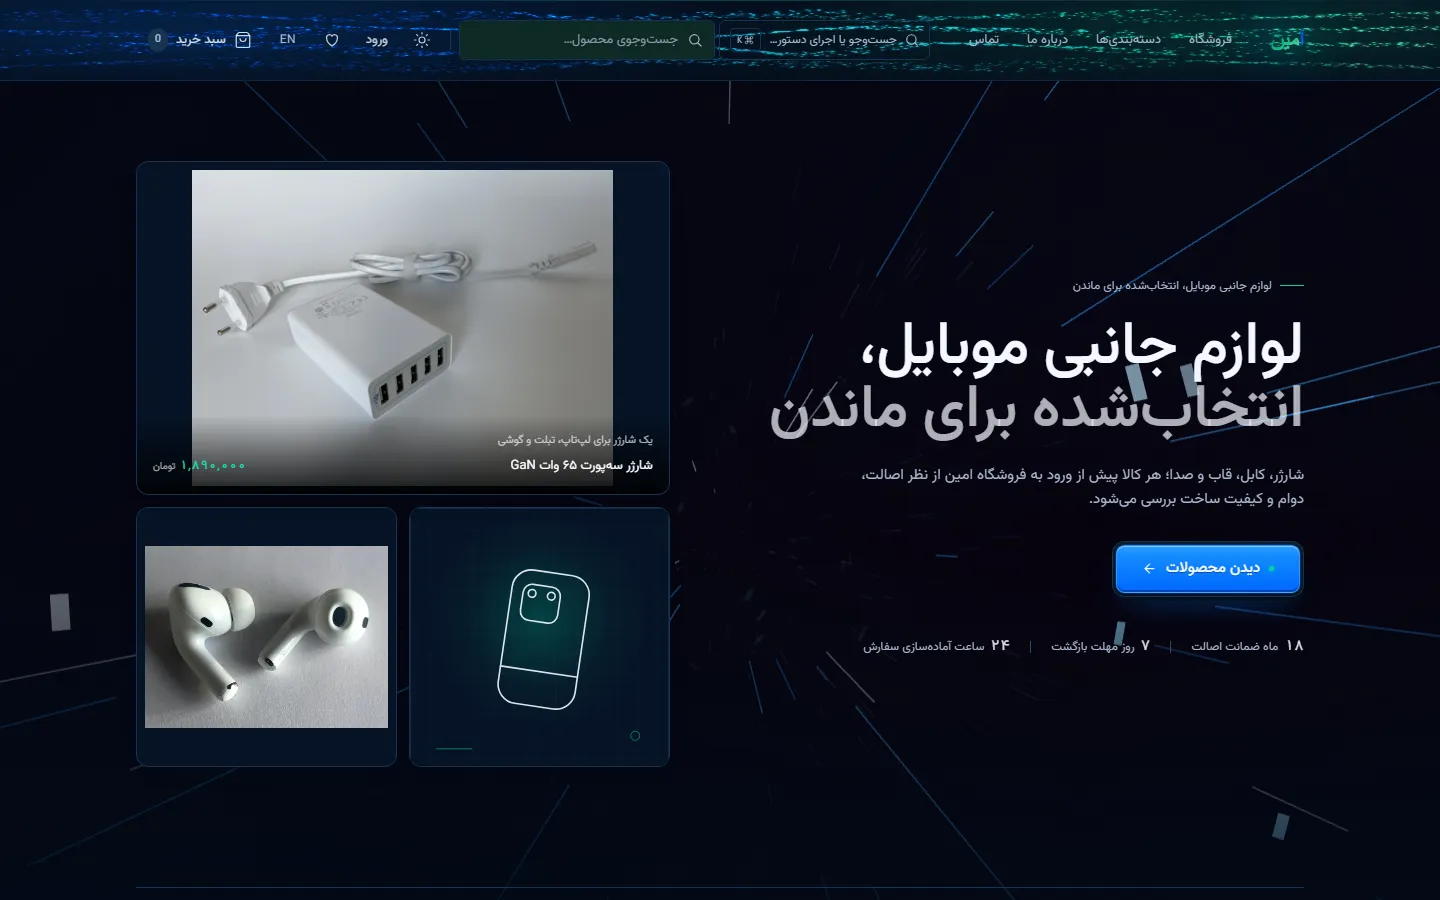 امین
فروشگاه
دسته‌بندی‌ها
درباره ما
تماس
جست‌وجو یا اجرای دستور...
⌘K
جست‌وجوی محصول...
ورود
EN
سبد خرید
0
لوازم جانبی موبایل، انتخاب‌شده برای ماندن
لوازم جانبی موبایل،
انتخاب‌شده برای ماندن
شارژر، کابل، قاب و صدا؛ هر کالا پیش از ورود به فروشگاه امین از نظر اصالت،
دوام و کیفیت ساخت بررسی می‌شود.
دیدن محصولات
۱۸ ماه ضمانت اصالت
۷ روز مهلت بازگشت
۲۴ ساعت آماده‌سازی سفارش
یک شارژر برای لپ‌تاپ، تبلت و گوشی
شارژر سه‌پورت ۶۵ وات GaN
۱,۸۹۰,۰۰۰ تومان